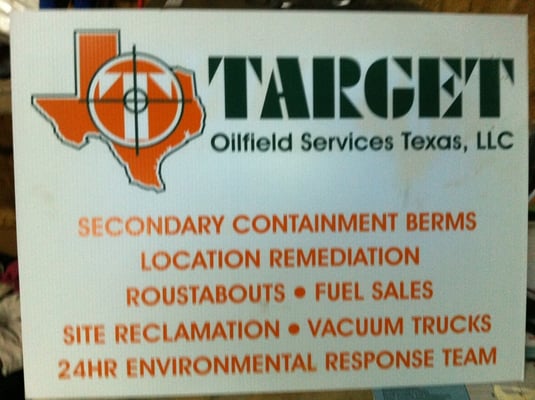 TARGET
Oilfield Services Texas, LLC
SECONDARY CONTAINMENT BERMS
LOCATION REMEDIATION
ROUSTABOUTS • FUEL SALES
SITE RECLAMATION • VACUUM TRUCKS
24HR ENVIRONMENTAL RESPONSE TEAM